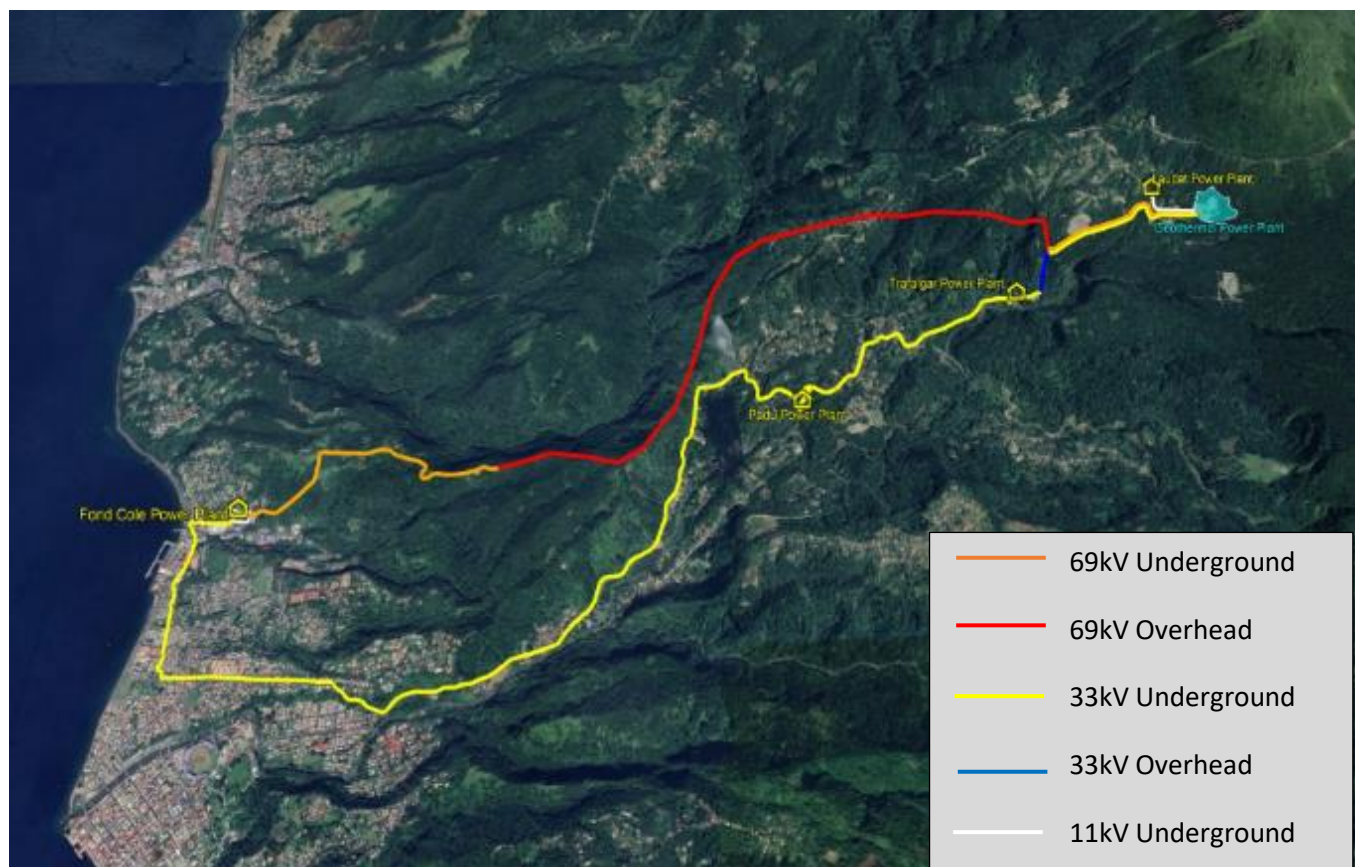 Laudat Power Plant
Geothermal Power Plant
Trafalgar Power Plant
Padu Power Plant
Fond Cole Power Plant
69kV Underground
69kV Overhead
33kV Underground
33kV Overhead
11kV Underground